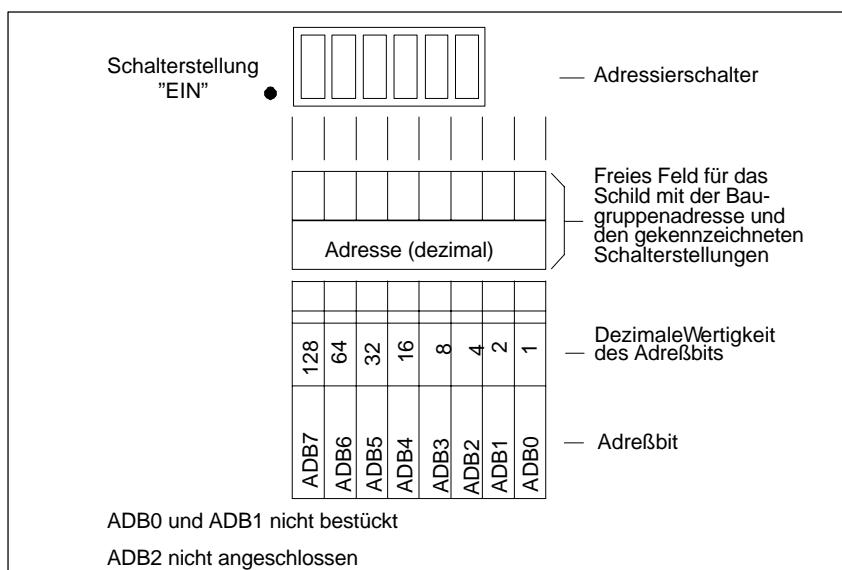 Schalterstellung
"EIN"
Adressierschalter
Freies Feld für das
Schild mit der Bau-
gruppenadresse und
den gekennzeichneten
Schalterstellungen
Adresse (dezimal)
128 64 32 16 8 4 2 1
DezimaleWertigkeit
des Adreßbits
ADB7 ADB6 ADB5 ADB4 ADB3 ADB2 ADB1 ADB0
Adreßbit
ADB0 und ADB1 nicht bestückt
ADB2 nicht angeschlossen